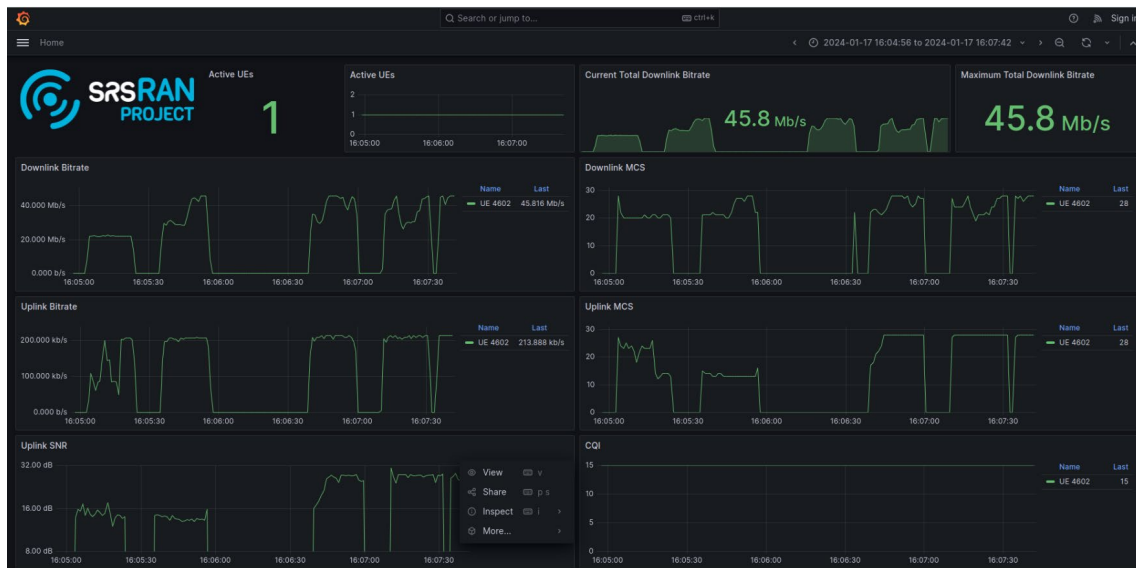 Search or jump to... ctrl+k Sign in
Home 2024-01-17 16:04:56 to 2024-01-17 16:07:42
SRSRAN
PROJECT
Active UEs
1
Active UEs
2
1
0
16:05:00 16:06:00 16:07:00
Current Total Downlink Bitrate
45.8 Mb/s
Maximum Total Downlink Bitrate
45.8 Mb/s
Downlink Bitrate
40.000 Mb/s
20.000 Mb/s
0.000 b/s
16:05:00 16:05:30 16:06:00 16:06:30 16:07:00 16:07:30
Name Last
UE 4602 45.816 Mb/s
Downlink MCS
30
20
10
0
16:05:00 16:05:30 16:06:00 16:06:30 16:07:00 16:07:30
Name Last
UE 4602 28
Uplink Bitrate
200.000 kb/s
100.000 kb/s
0.000 b/s
16:05:00 16:05:30 16:06:00 16:06:30 16:07:00 16:07:30
Name Last
UE 4602 213.888 kb/s
Uplink MCS
30
20
10
0
16:05:00 16:05:30 16:06:00 16:06:30 16:07:00 16:07:30
Name Last
UE 4602 28
Uplink SNR
32.00 dB
16.00 dB
8.00 dB
16:05:00 16:05:30 16:06:00 16:06:30 16:07:00 16:07:30
View v
Share p s
Inspect i
More...
CQI
15
10
5
0
16:05:00 16:05:30 16:06:00 16:06:30 16:07:00 16:07:30
Name Last
UE 4602 15